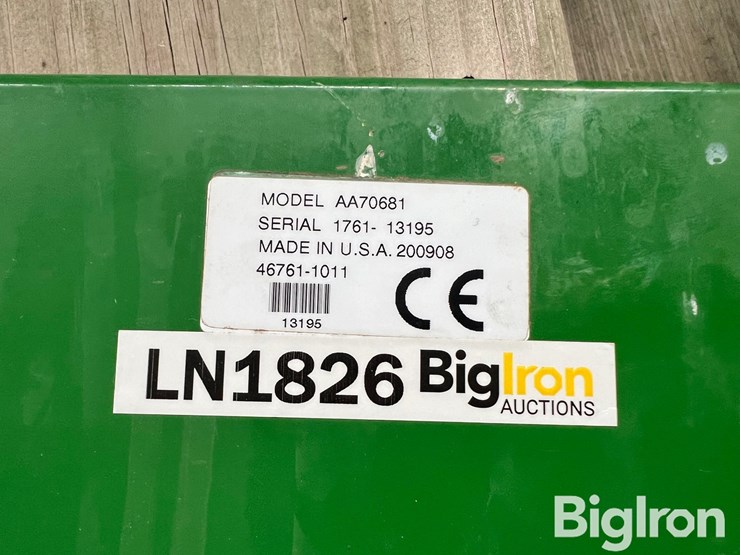 MODEL AA70681
SERIAL 1761- 13195
MADE IN U.S.A. 200908
46761-1011
CE
13195
LN1826 BigIron
AUCTIONS
BigIron